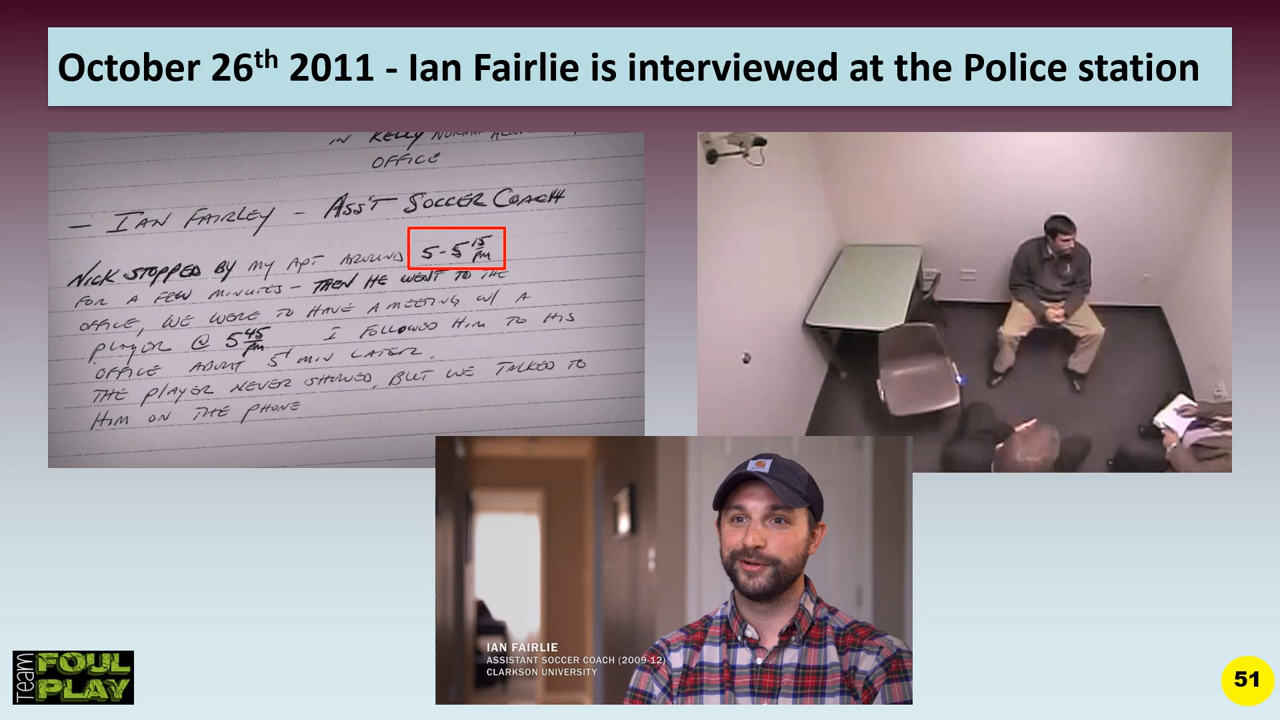 October 26th 2011 - Ian Fairlie is interviewed at the Police station
IN KELLY
OFFICE
— IAN FAIRLEY - ASS'T SOCCER COACH
NICK STOPPED BY MY APT AROUND 5-5 15 PM
FOR A FEW MINUTES - THEN HE WENT TO THE
OFFICE, WE WERE TO HAVE A MEETING W/ A
PLAYER @ 5 45 PM I FOLLOWED HIM TO HIS
OFFICE ABOUT 5 MIN LATER.
THE PLAYER NEVER SHOWED, BUT WE TALKED TO
HIM ON THE PHONE
IAN FAIRLIE
ASSISTANT SOCCER COACH (2009-12)
CLARKSON UNIVERSITY
Team FOUL PLAY
51